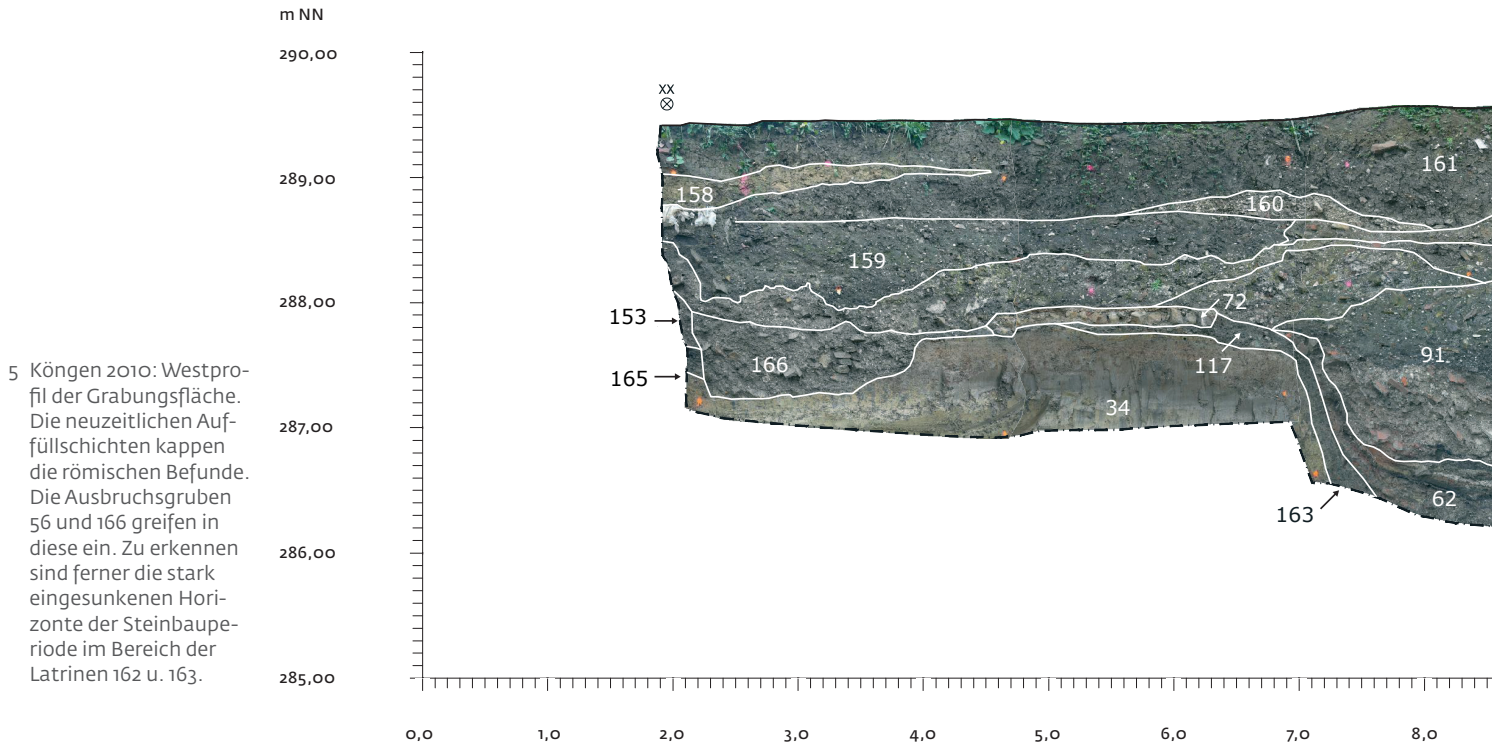 m NN
290,00
289,00
288,00
287,00
286,00
285,00
0,0 1,0 2,0 3,0 4,0 5,0 6,0 7,0 8,0
xx
158
159
160
161
153
165
166
72
117
34
91
163
62
5 Köngen 2010: Westpro-
fil der Grabungsfläche.
Die neuzeitlichen Auf-
füllschichten kappen
die römischen Befunde.
Die Ausbruchsgruben
56 und 166 greifen in
diese ein. Zu erkennen
sind ferner die stark
eingesunkenen Hori-
zonte der Steinbaupe-
riode im Bereich der
Latrinen 162 u. 163.